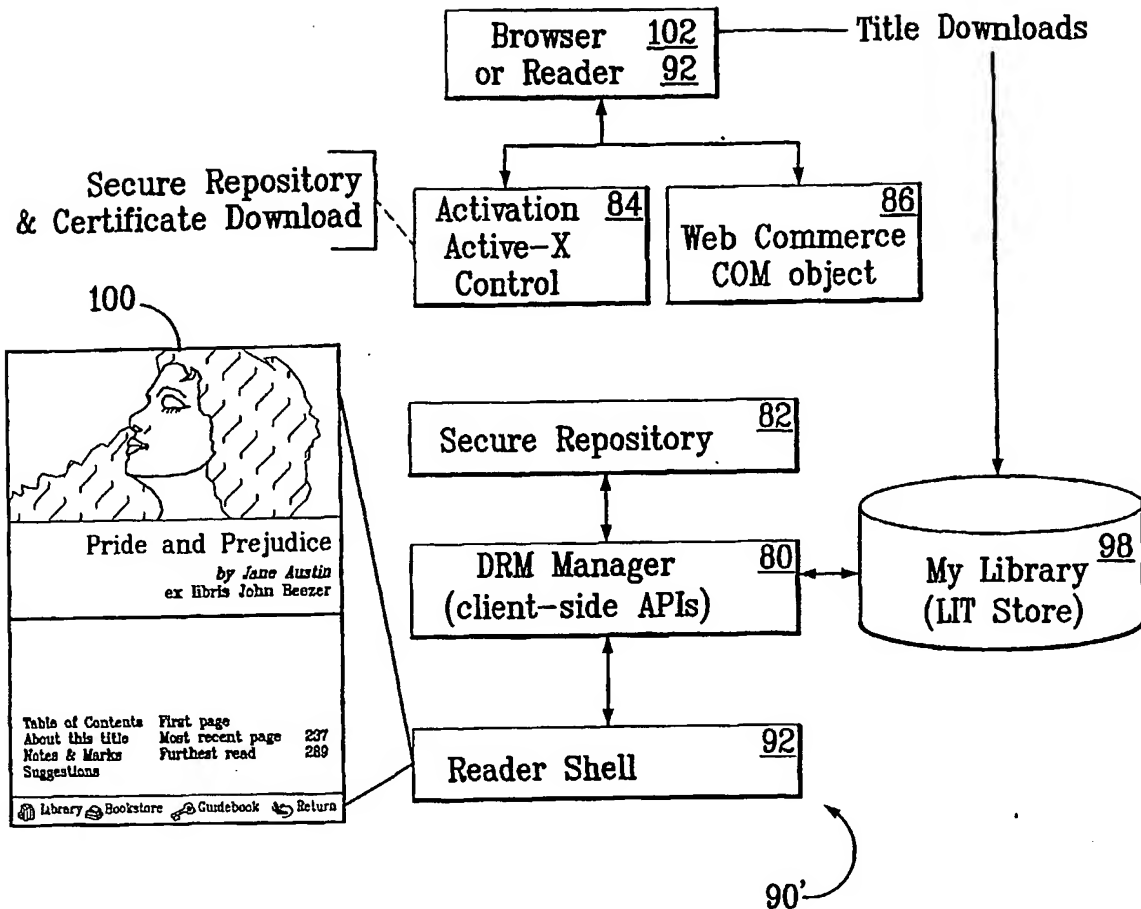 Browser 102
or Reader 92
Title Downloads
Secure Repository
& Certificate Download
Activation 84
Active-X
Control
86
Web Commerce
COM object
100
Pride and Prejudice
by Jane Austin
ex libris John Beezer
Table of Contents First page
About this title Most recent page 237
Notes & Marks Furthest read 289
Suggestions
Library Bookstore Guidebook Return
Secure Repository 82
DRM Manager 80
(client-side APIs)
My Library 98
(LIT Store)
Reader Shell 92
90'